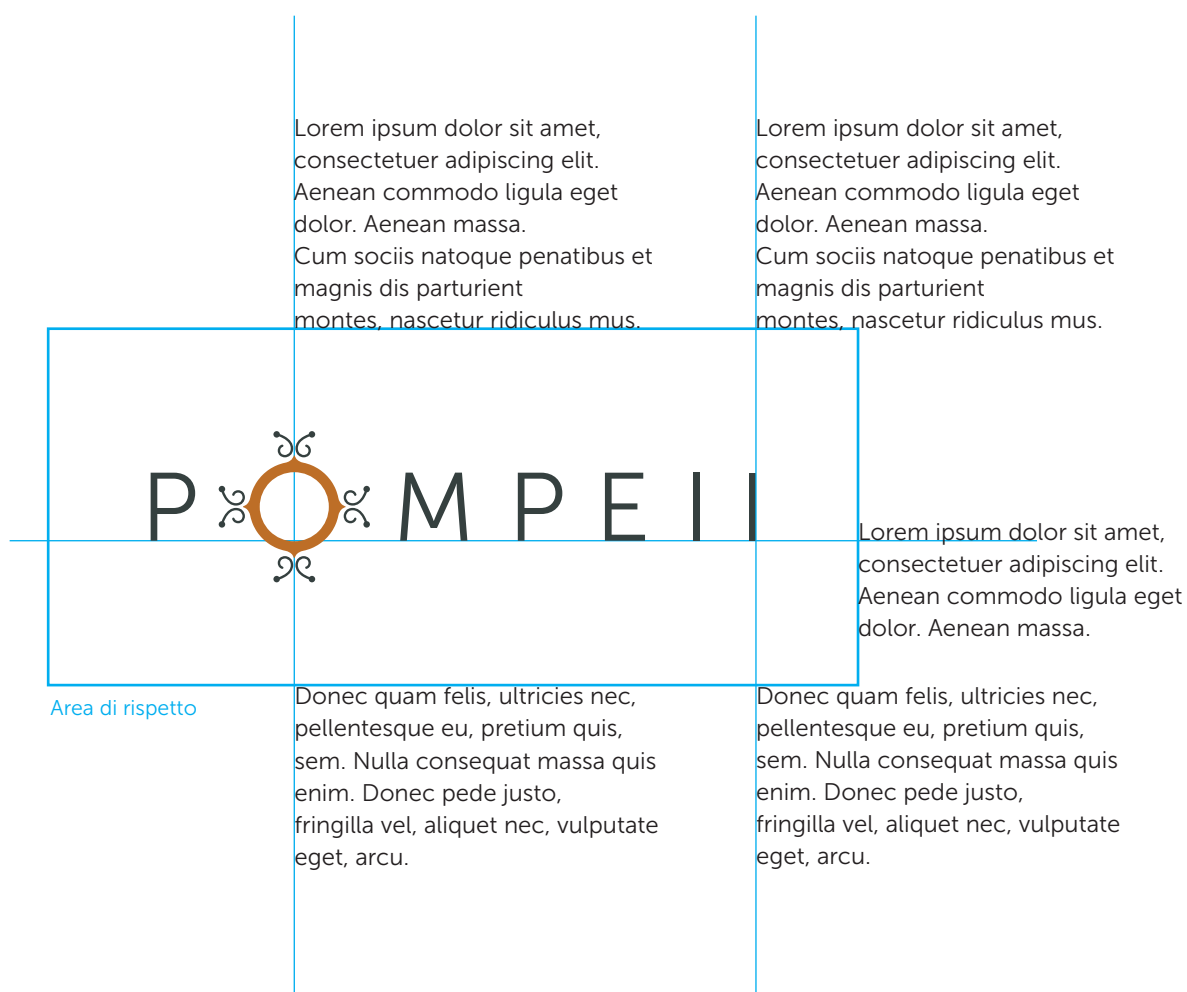 Lorem ipsum dolor sit amet,
consectetuer adipiscing elit.
Aenean commodo ligula eget
dolor. Aenean massa.
Cum sociis natoque penatibus et
magnis dis parturient
montes, nascetur ridiculus mus.
Lorem ipsum dolor sit amet,
consectetuer adipiscing elit.
Aenean commodo ligula eget
dolor. Aenean massa.
Cum sociis natoque penatibus et
magnis dis parturient
montes, nascetur ridiculus mus.
POMPEII
Lorem ipsum dolor sit amet,
consectetuer adipiscing elit.
Aenean commodo ligula eget
dolor. Aenean massa.
Area di rispetto
Donec quam felis, ultricies nec,
pellentesque eu, pretium quis,
sem. Nulla consequat massa quis
enim. Donec pede justo,
fringilla vel, aliquet nec, vulputate
eget, arcu.
Donec quam felis, ultricies nec,
pellentesque eu, pretium quis,
sem. Nulla consequat massa quis
enim. Donec pede justo,
fringilla vel, aliquet nec, vulputate
eget, arcu.